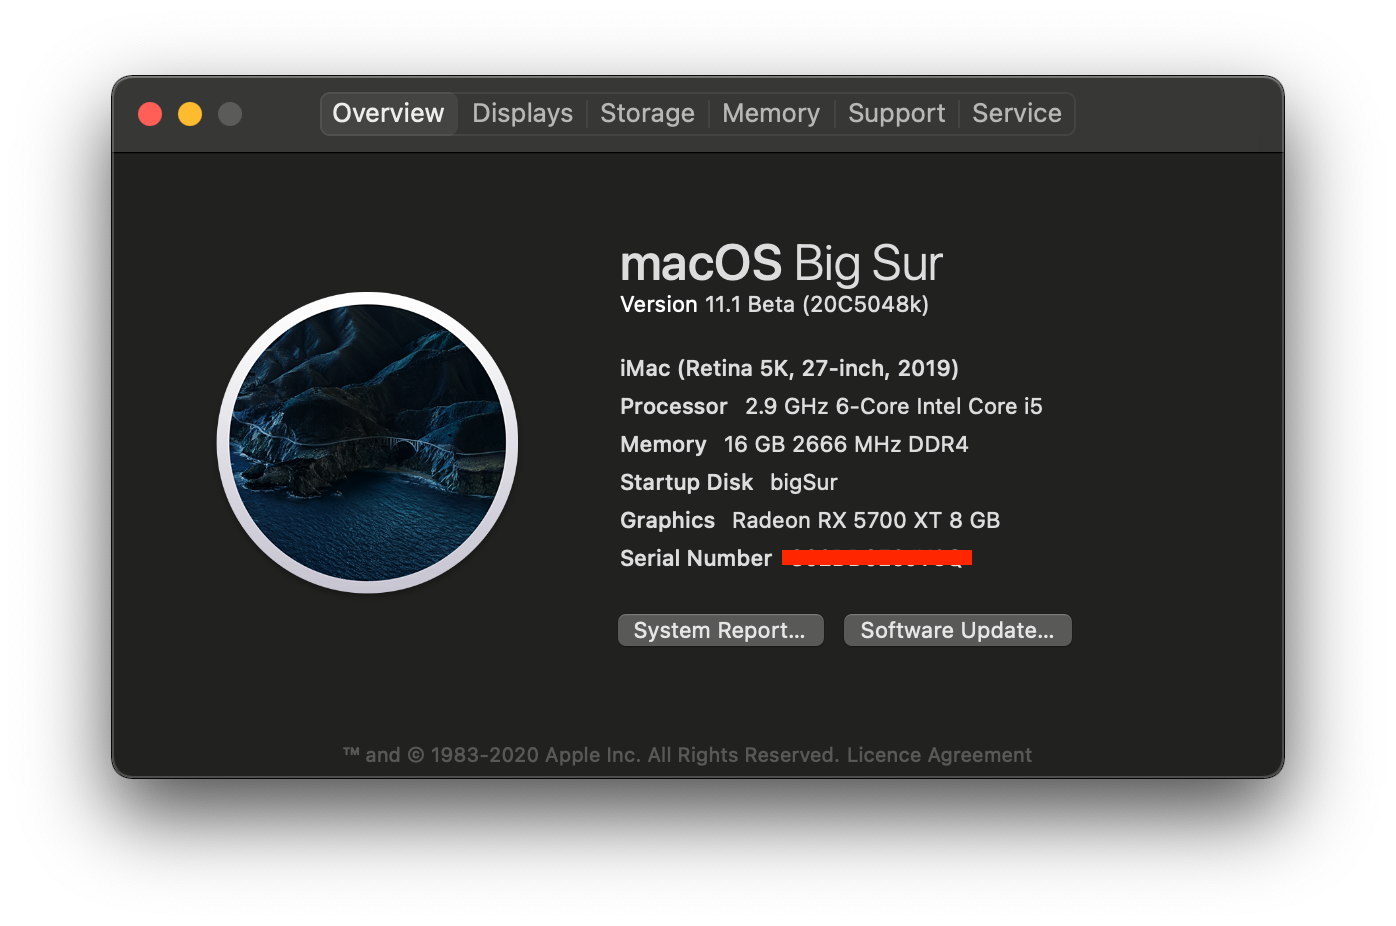 Overview Displays Storage Memory Support Service
macOS Big Sur
Version 11.1 Beta (20C5048k)
iMac (Retina 5K, 27-inch, 2019)
Processor 2.9 GHz 6-Core Intel Core i5
Memory 16 GB 2666 MHz DDR4
Startup Disk bigSur
Graphics Radeon RX 5700 XT 8 GB
Serial Number
System Report... Software Update...
™ and © 1983-2020 Apple Inc. All Rights Reserved. Licence Agreement